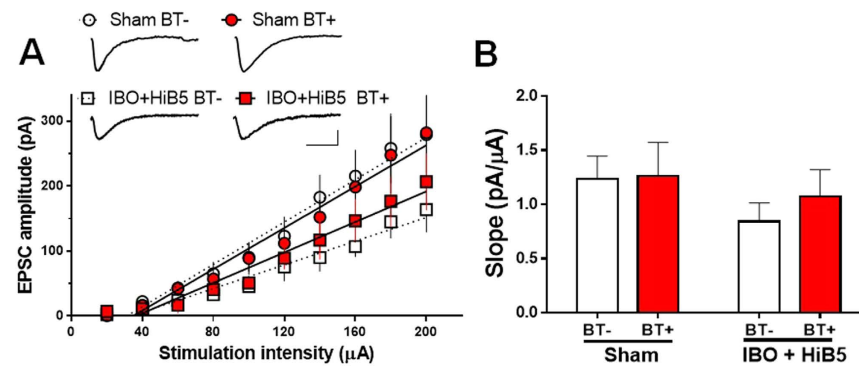 A
Sham BT-
Sham BT+
IBO+HiB5 BT-
IBO+HiB5 BT+
EPSC amplitude (pA)
300
200
100
0
0 40 80 120 160 200
Stimulation intensity (μA)
B
Slope (pA/μA)
2.0
1.5
1.0
0.5
0.0
BT- BT+ BT- BT+
Sham IBO + HiB5